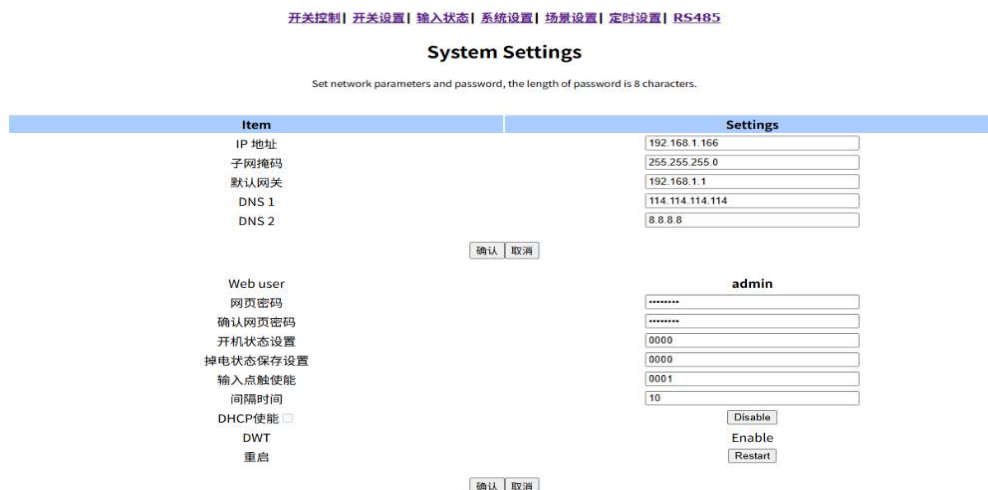 开关控制| 开关设置| 输入状态| 系统设置| 场景设置| 定时设置| RS485
System Settings
Set network parameters and password, the length of password is 8 characters.
Item Settings
IP 地址 192.168.1.166
子网掩码 255.255.255.0
默认网关 192.168.1.1
DNS 1 114.114.114.114
DNS 2 8.8.8.8
确认 取消
Web user admin
网页密码 ••••••••
确认网页密码 ••••••••
开机状态设置 0000
掉电状态保存设置 0000
输入点触使能 0001
间隔时间 10
DHCP使能 Disable
DWT Enable
重启 Restart
确认 取消